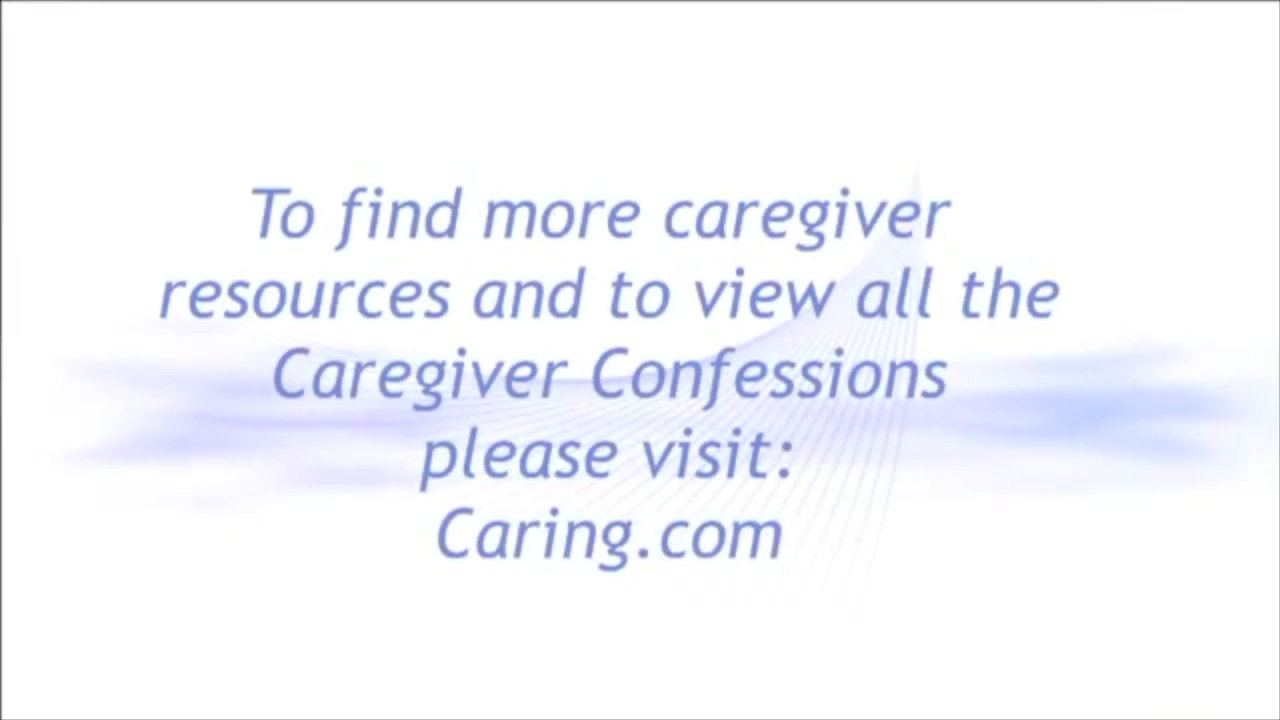 To find more caregiver
resources and to view all the
Caregiver Confessions
please visit:
Caring.com